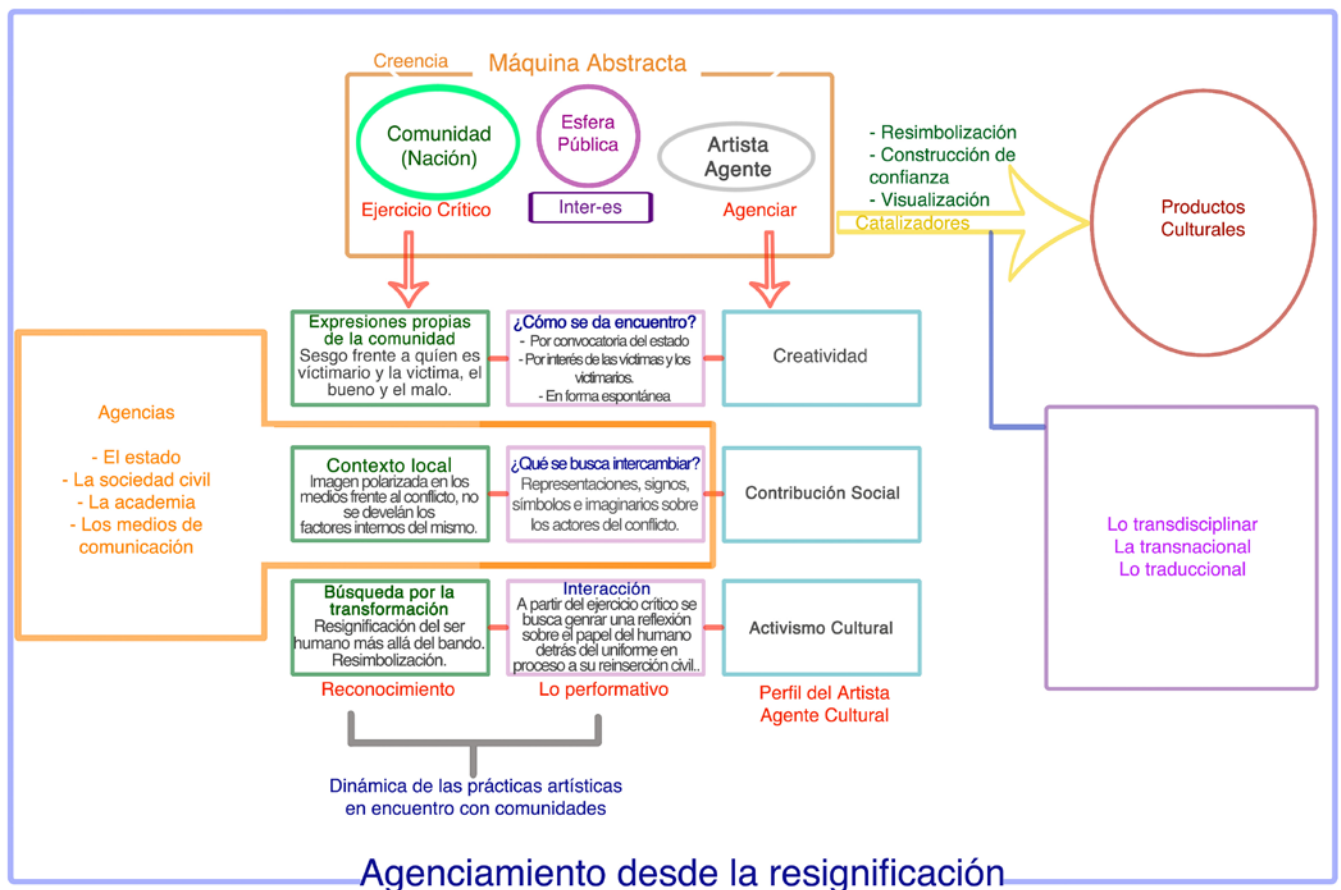 Creencia
Máquina Abstracta
Comunidad
(Nación)
Esfera
Pública
Artista
Agente
Ejercicio Crítico
Inter-es
Agenciar
- Resimbolización
- Construcción de
confianza
- Visualización
Catalizadores
Productos
Culturales
Expresiones propias
de la comunidad
Sesgo frente a quien es
víctimario y la victima, el
bueno y el malo.
¿Cómo se da encuentro?
- Por convocatoria del estado
- Por interés de las víctimas y los
victimarios.
- En forma espontánea
Creatividad
Agencias
- El estado
- La sociedad civil
- La academia
- Los medios de
comunicación
Contexto local
Imagen polarizada en los
medios frente al conflicto, no
se develán los
factores internos del mismo.
¿Qué se busca intercambiar?
Representaciones, signos,
símbolos e imaginarios sobre
los actores del conflicto.
Contribución Social
Lo transdisciplinar
La transnacional
Lo traduccional
Búsqueda por la
transformación
Resignificación del ser
humano más allá del bando.
Resimbolización.
Interacción
A partir del ejercicio crítico se
busca genrar una reflexión
sobre el papel del humano
detrás del uniforme en
proceso a su reinserción civil..
Activismo Cultural
Reconocimiento
Lo performativo
Perfil del Artista
Agente Cultural
Dinámica de las prácticas artísticas
en encuentro con comunidades
Agenciamiento desde la resignificación